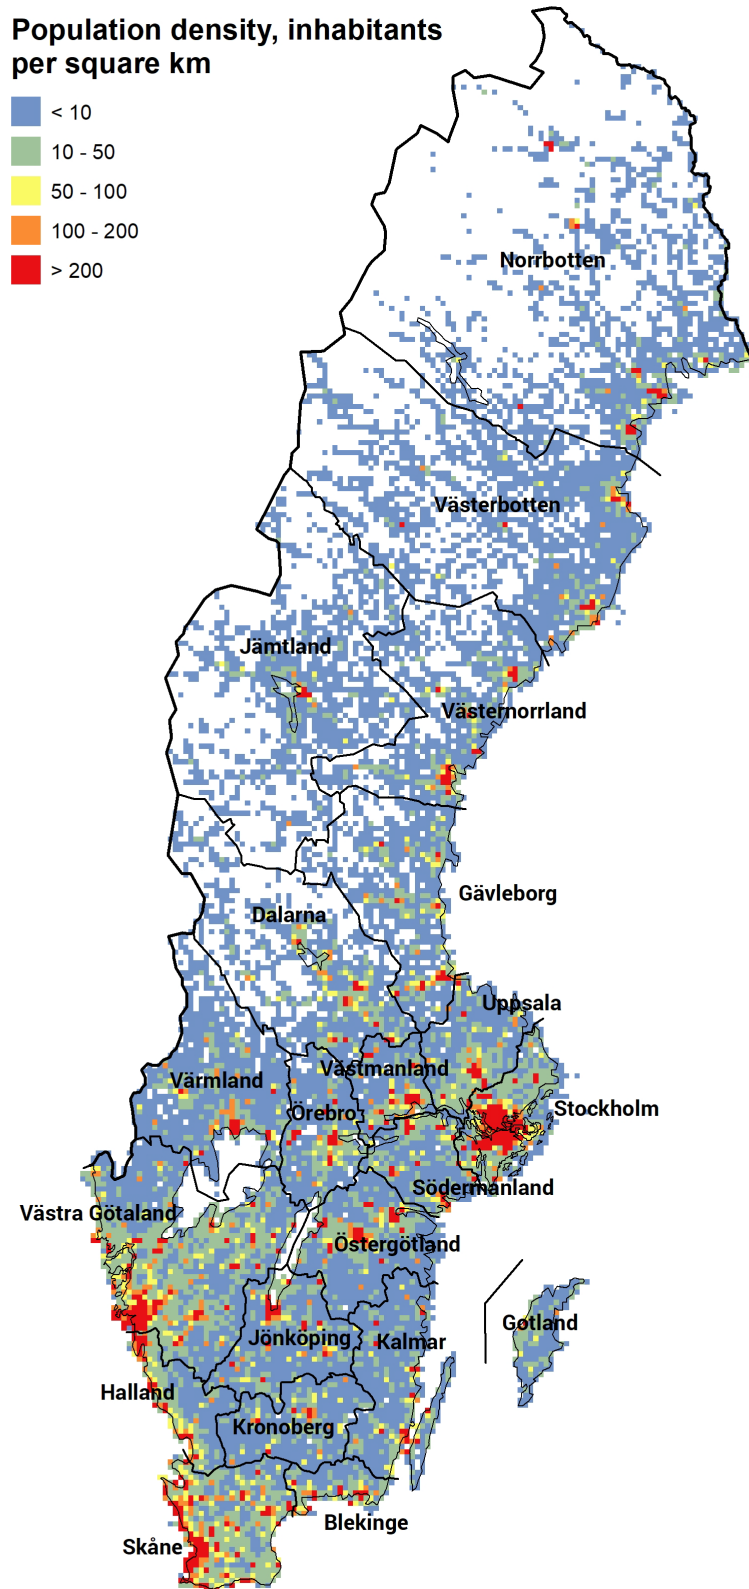 Population density, inhabitants
per square km
< 10
10 - 50
50 - 100
100 - 200
> 200
Norrbotten
Västerbotten
Jämtland
Västernorrland
Gävleborg
Dalarna
Uppsala
Västmanland
Värmland
Örebro
Stockholm
Södermanland
Västra Götaland
Östergötland
Gotland
Jönköping
Kalmar
Halland
Kronoberg
Blekinge
Skåne